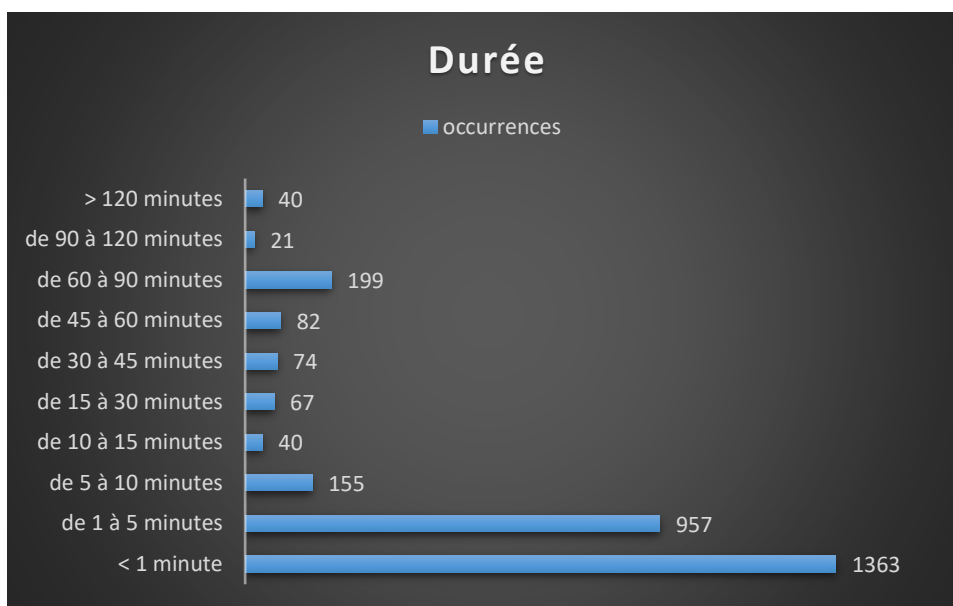 Durée
occurrences
> 120 minutes 40
de 90 à 120 minutes 21
de 60 à 90 minutes 199
de 45 à 60 minutes 82
de 30 à 45 minutes 74
de 15 à 30 minutes 67
de 10 à 15 minutes 40
de 5 à 10 minutes 155
de 1 à 5 minutes 957
< 1 minute 1363